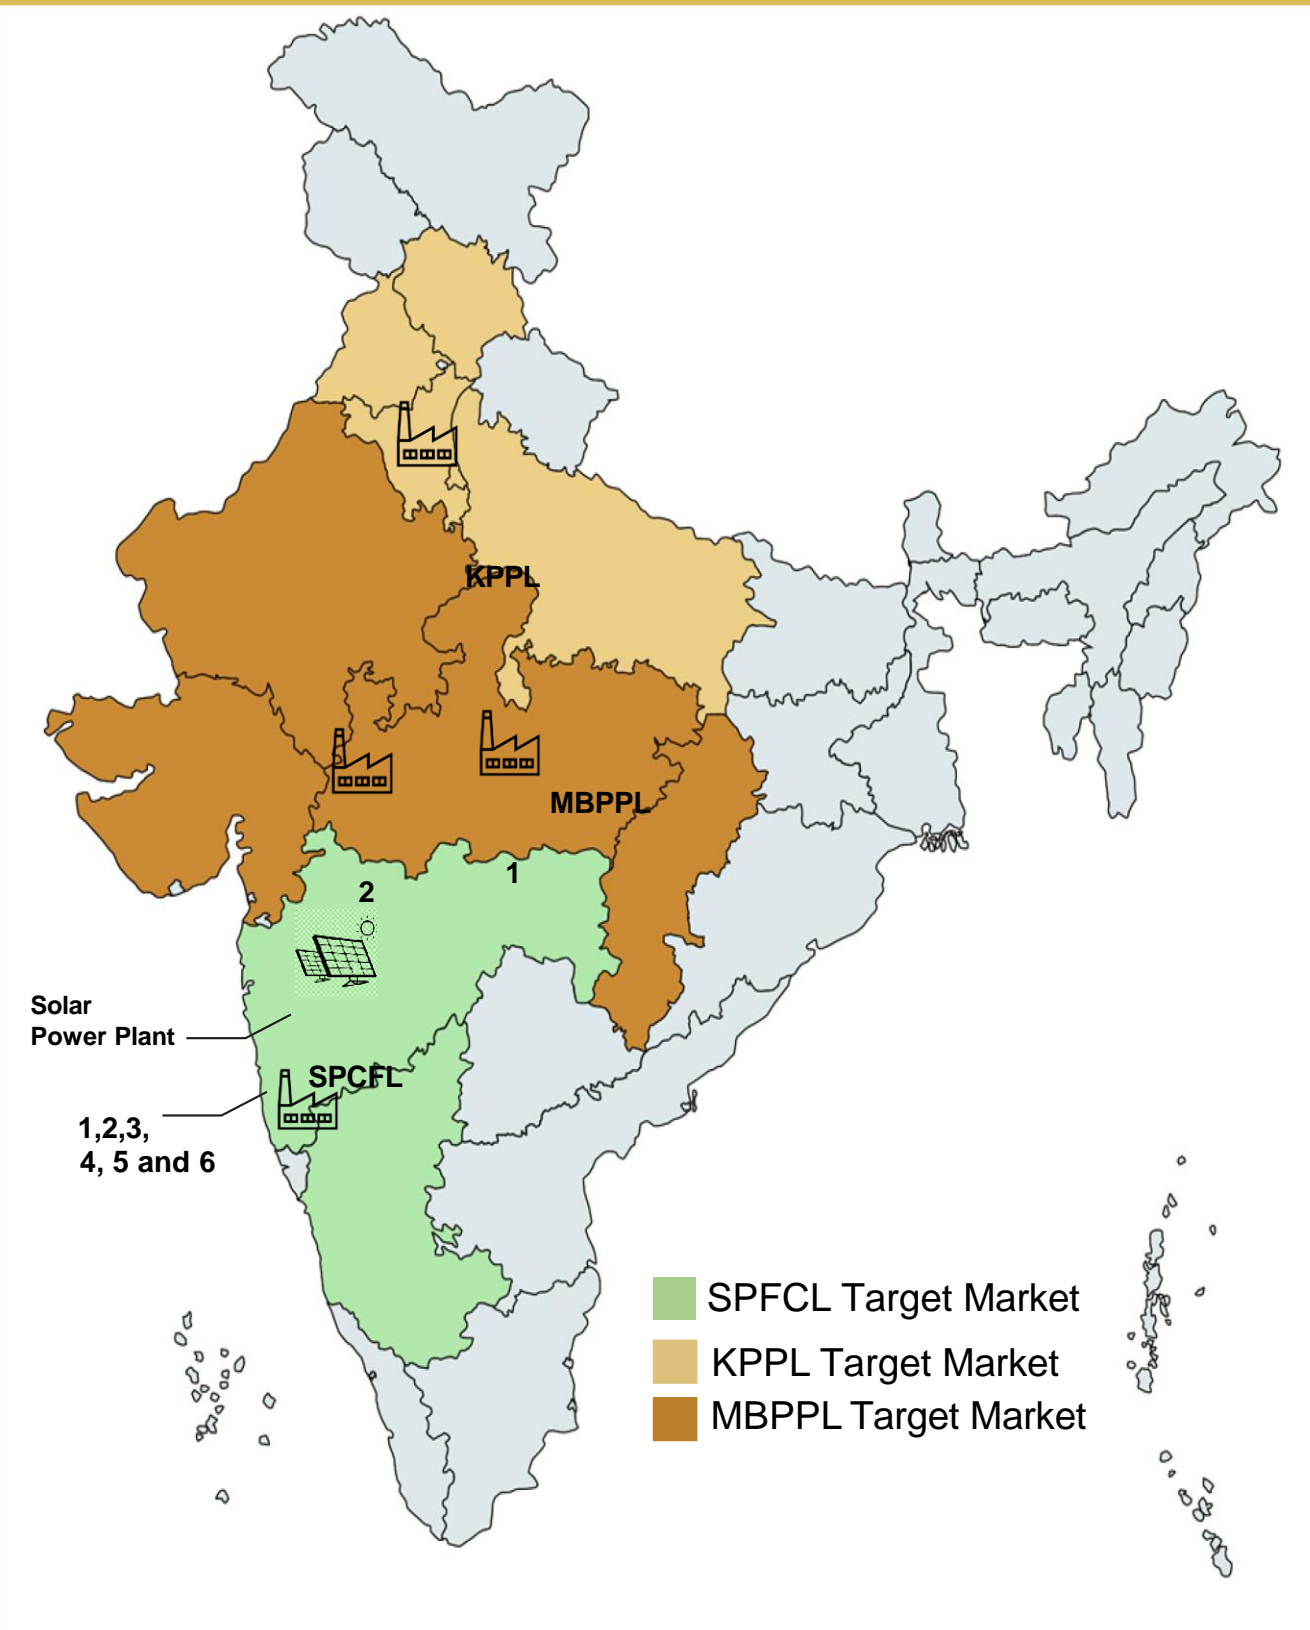 KPPL
MBPPL
1
2
Solar
Power Plant
SPCFL
1,2,3,
4, 5 and 6
SPFCL Target Market
KPPL Target Market
MBPPL Target Market